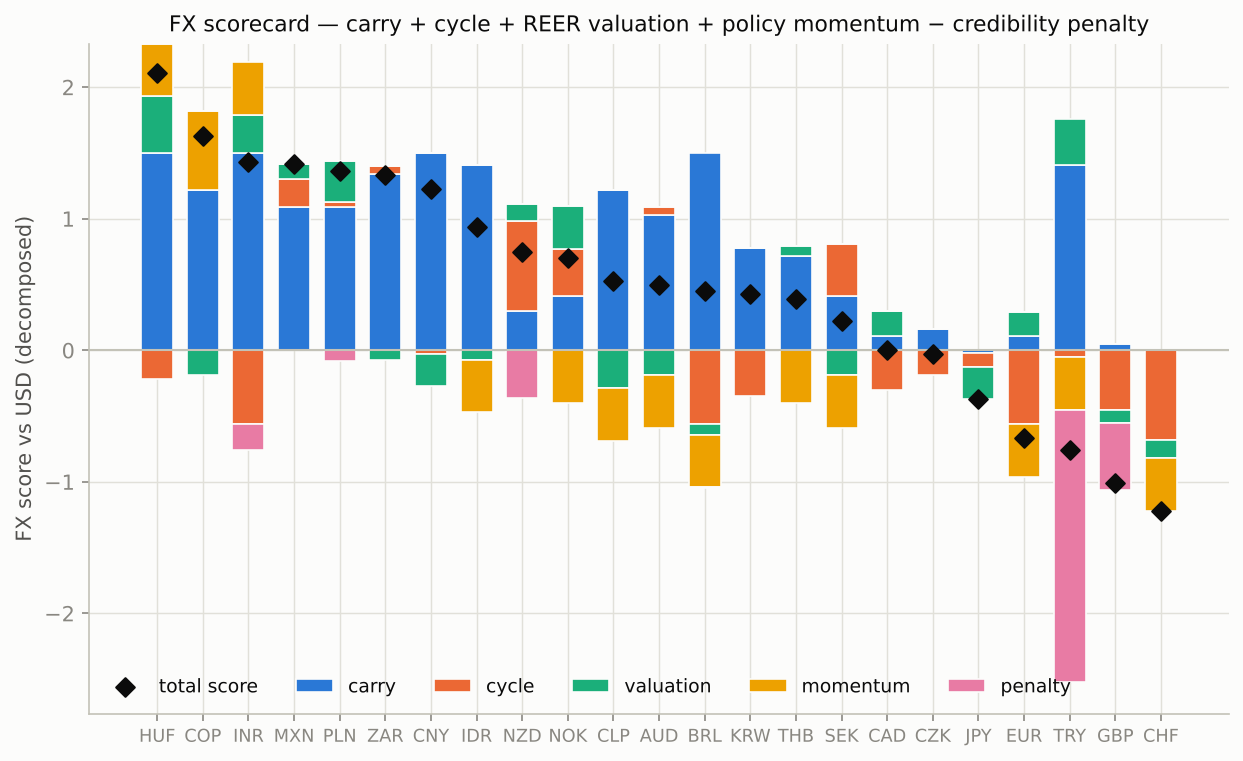 FX scorecard — carry + cycle + REER valuation + policy momentum − credibility penalty
FX score vs USD (decomposed)
2
1
0
−1
−2
total score
carry
cycle
valuation
momentum
penalty
HUF COP INR MXN PLN ZAR CNY IDR NZD NOK CLP AUD BRL KRW THB SEK CAD CZK JPY EUR TRY GBP CHF